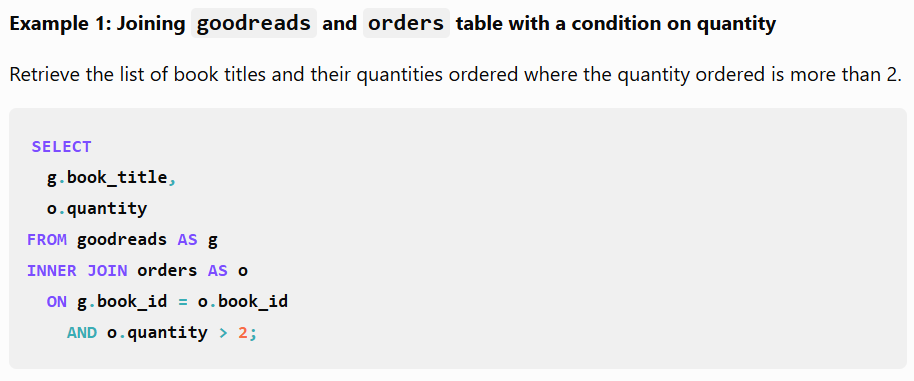 Example 1: Joining goodreads and orders table with a condition on quantity
Retrieve the list of book titles and their quantities ordered where the quantity ordered is more than 2.
SELECT
g.book_title,
o.quantity
FROM goodreads AS g
INNER JOIN orders AS o
ON g.book_id = o.book_id
AND o.quantity > 2;